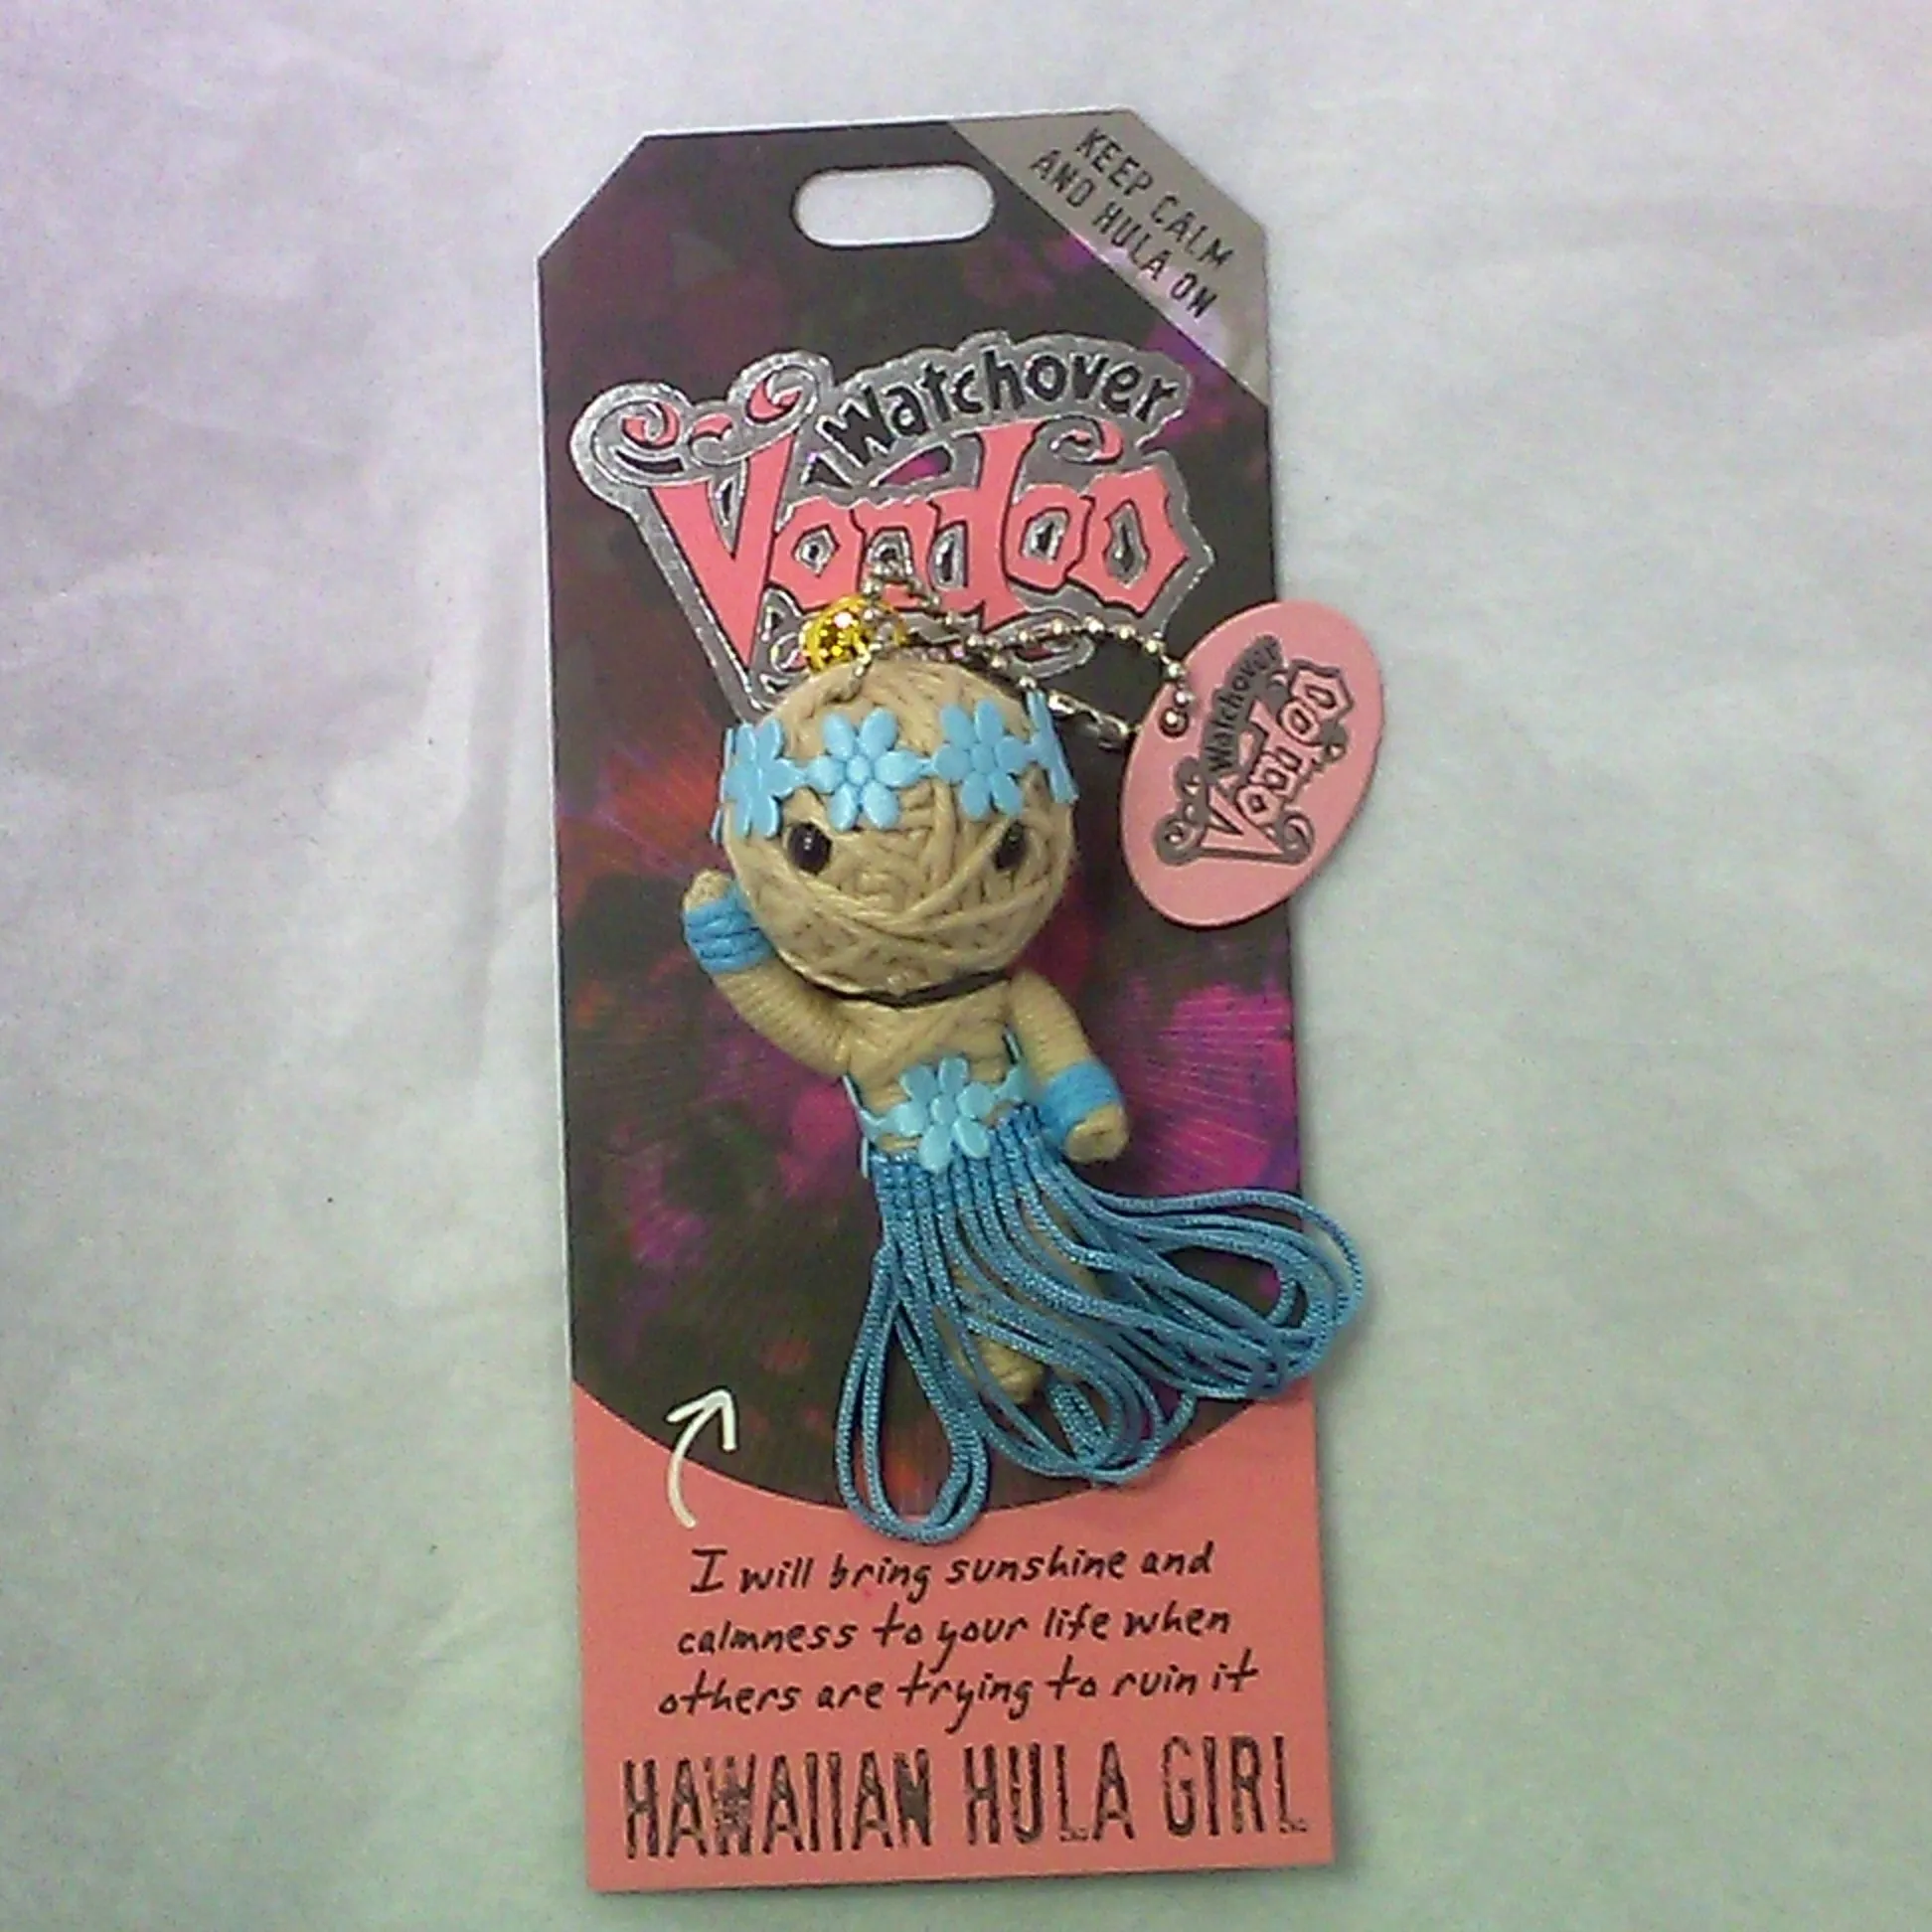 KEEP CALM
AND HULA ON
Watchover
Voodoo
Watchover
Voodoo
I will bring sunshine and
calmness to your life when
others are trying to ruin it
HAWAIIAN HULA GIRL